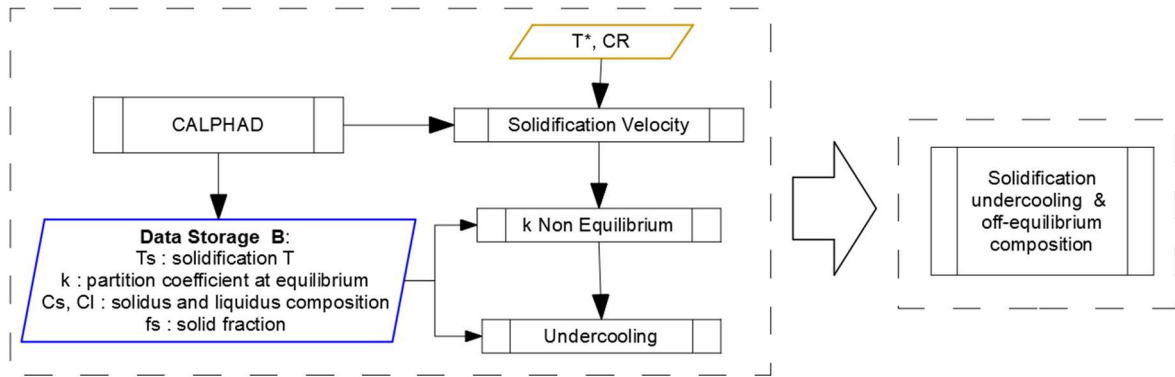 T*, CR
CALPHAD
Solidification Velocity
Data Storage B:
Ts : solidification T
k : partition coefficient at equilibrium
Cs, Cl : solidus and liquidus composition
fs : solid fraction
k Non Equilibrium
Undercooling
Solidification
undercooling &
off-equilibrium
composition